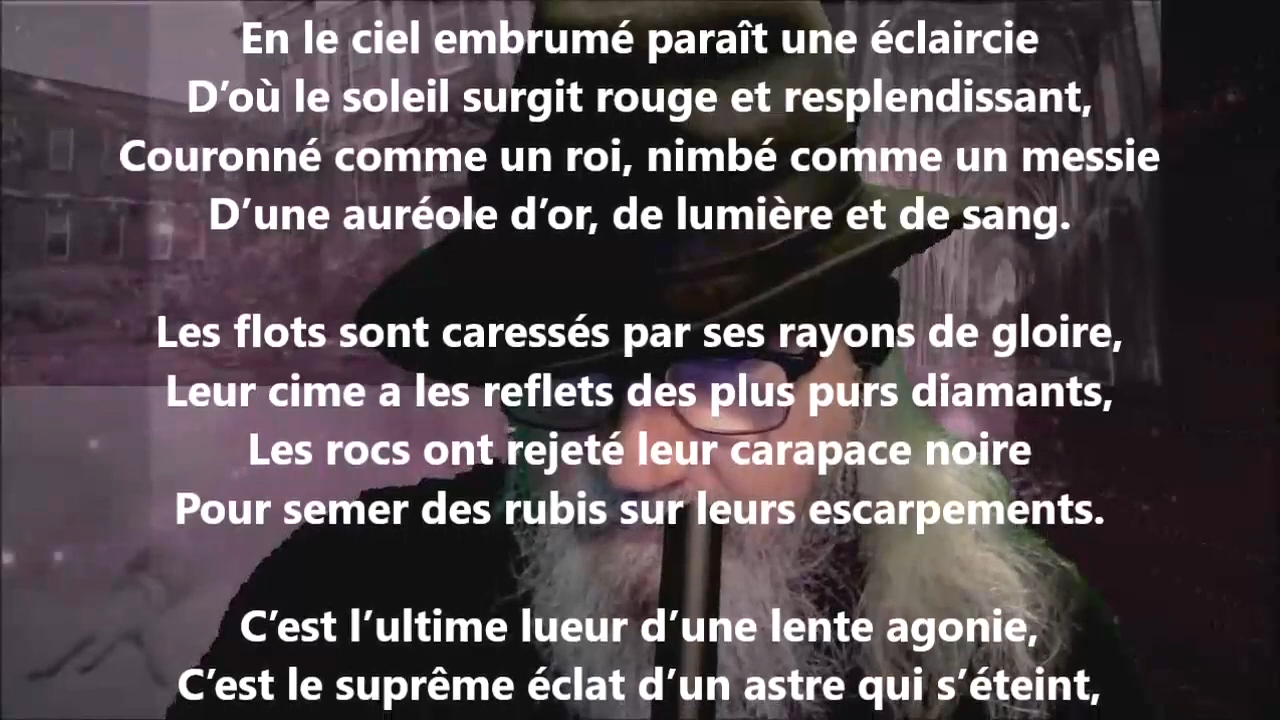 En le ciel embrumé paraît une éclaircie
D’où le soleil surgit rouge et resplendissant,
Couronné comme un roi, nimbé comme un messie
D’une auréole d’or, de lumière et de sang.
Les flots sont caressés par ses rayons de gloire,
Leur cime a les reflets des plus purs diamants,
Les rocs ont rejeté leur carapace noire
Pour semer des rubis sur leurs escarpements.
C’est l’ultime lueur d’une lente agonie,
C’est le suprême éclat d’un astre qui s’éteint,